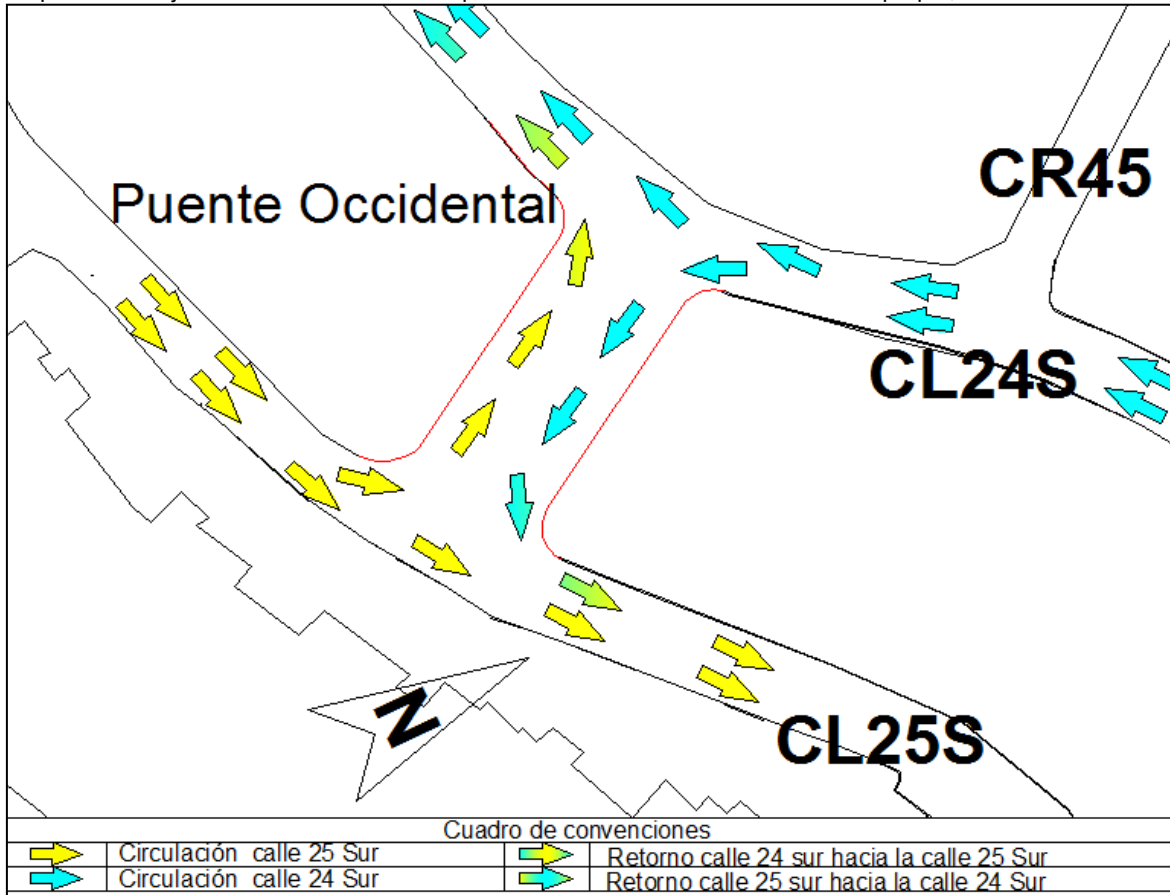 CR45
Puente Occidental
CL24S
N
CL25S
Cuadro de convenciones
Circulación calle 25 Sur
Retorno calle 24 sur hacia la calle 25 Sur
Circulación calle 24 Sur
Retorno calle 25 sur hacia la calle 24 Sur